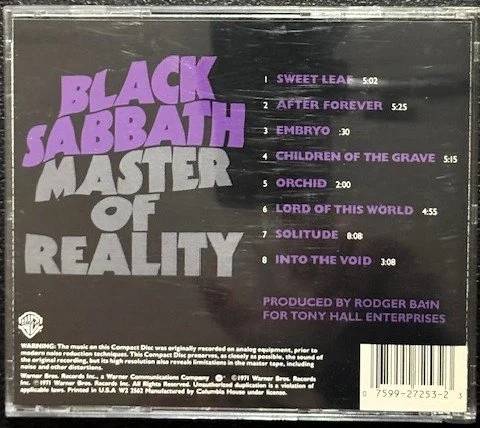 BLACK
SABBATH
MASTER
OF
REALITY
1 SWEET LEAF 5:02
2 AFTER FOREVER 5:25
3 EMBRYO :30
4 CHILDREN OF THE GRAVE 5:15
5 ORCHID 2:00
6 LORD OF THIS WORLD 4:55
7 SOLITUDE 8:08
8 INTO THE VOID 3:08
PRODUCED BY RODGER BAIN
FOR TONY HALL ENTERPRISES
WARNING: The music on this Compact Disc was originally recorded on analog equipment, prior to
modern noise reduction techniques. This Compact Disc preserves, as closely as possible, the sound of
the original recording, but its high resolution also reveals limitations in the master tape, including
noise and other distortions.
Warner Bros. Records Inc., a Warner Communications Company ℗ ©1971 Warner Bros. Records
Inc. ℗1971 Warner Bros. Records Inc. All Rights Reserved. Unauthorized duplication is a violation of
applicable laws. Printed in U.S.A W2 2562 Manufactured by Columbia House under license.
0 7599-27253-2 3